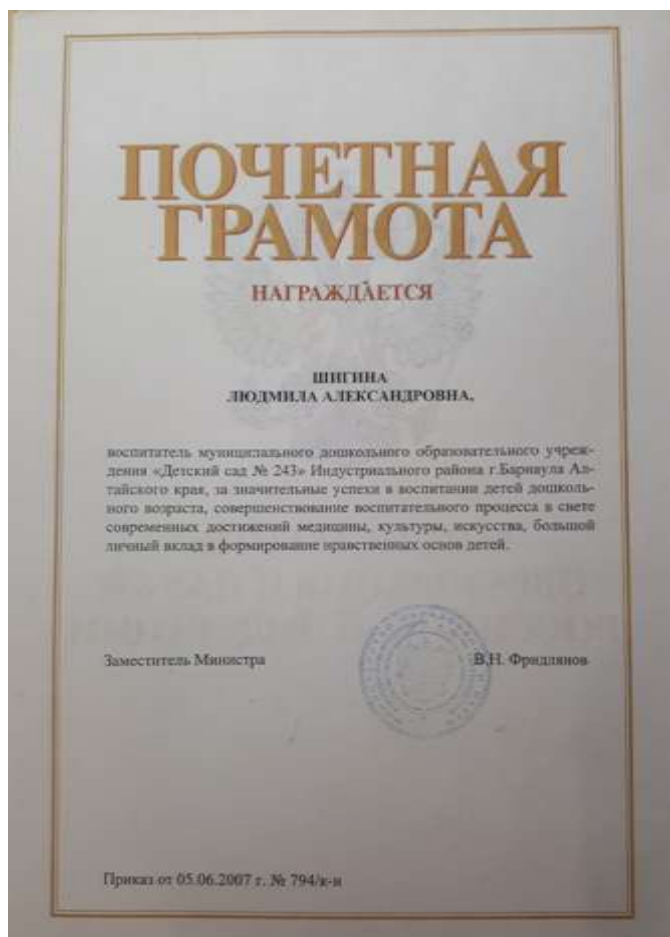 ПОЧЕТНАЯ
ГРАМОТА
НАГРАЖДАЕТСЯ
ШИГИНА
ЛЮДМИЛА АЛЕКСАНДРОВНА,
воспитатель муниципального дошкольного образовательного учреж-
дения «Детский сад № 243» Индустриального района г.Барнаула Ал-
тайского края, за значительные успехи в воспитании детей дошколь-
ного возраста, совершенствование воспитательного процесса в свете
современных достижений медицины, культуры, искусства, большой
личный вклад в формирование нравственных основ детей.
Заместитель Министра
В.Н. Фридлянов
Приказ от 05.06.2007 г. № 794/к-н